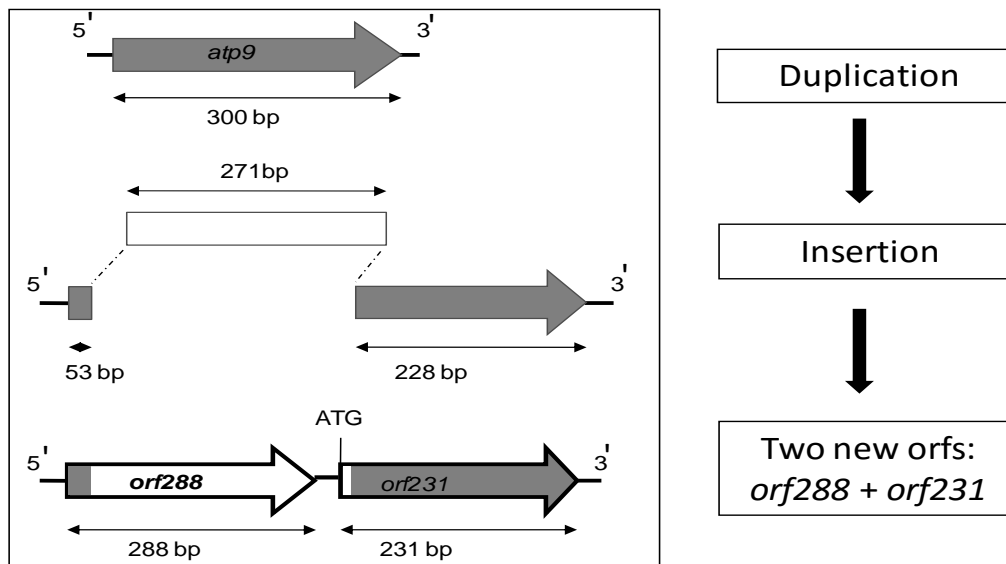 5' 3'
atp9
300 bp
271bp
5' 3'
53 bp 228 bp
ATG
5' 3'
orf288 orf231
288 bp 231 bp
Duplication
Insertion
Two new orfs:
orf288 + orf231